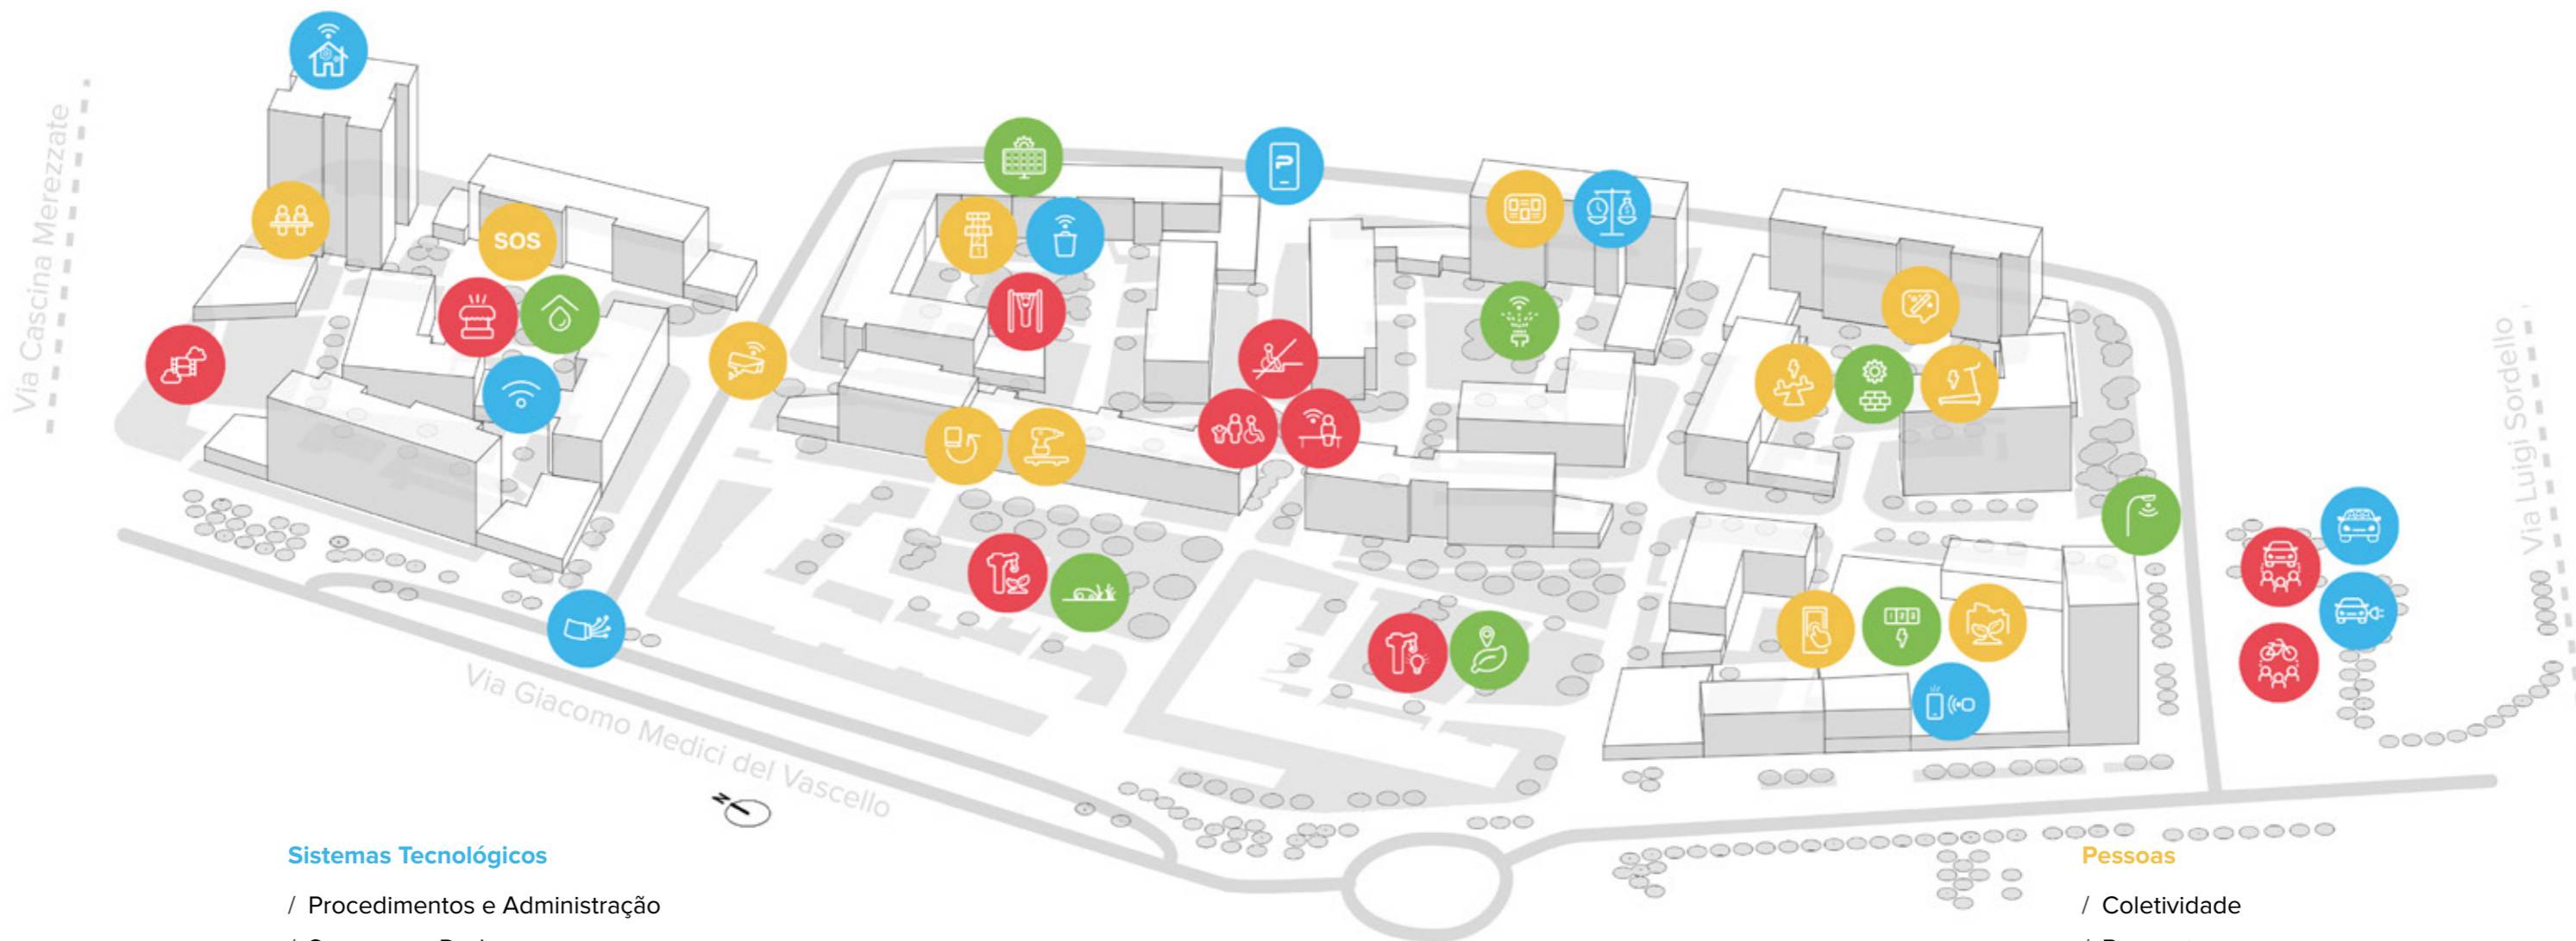 Via Cascina Merezzate
SOS
Via Luigi Sordello
Via Giacomo Medici del Vascello
N
Sistemas Tecnológicos
/ Procedimentos e Administração
Pessoas
/ Coletividade